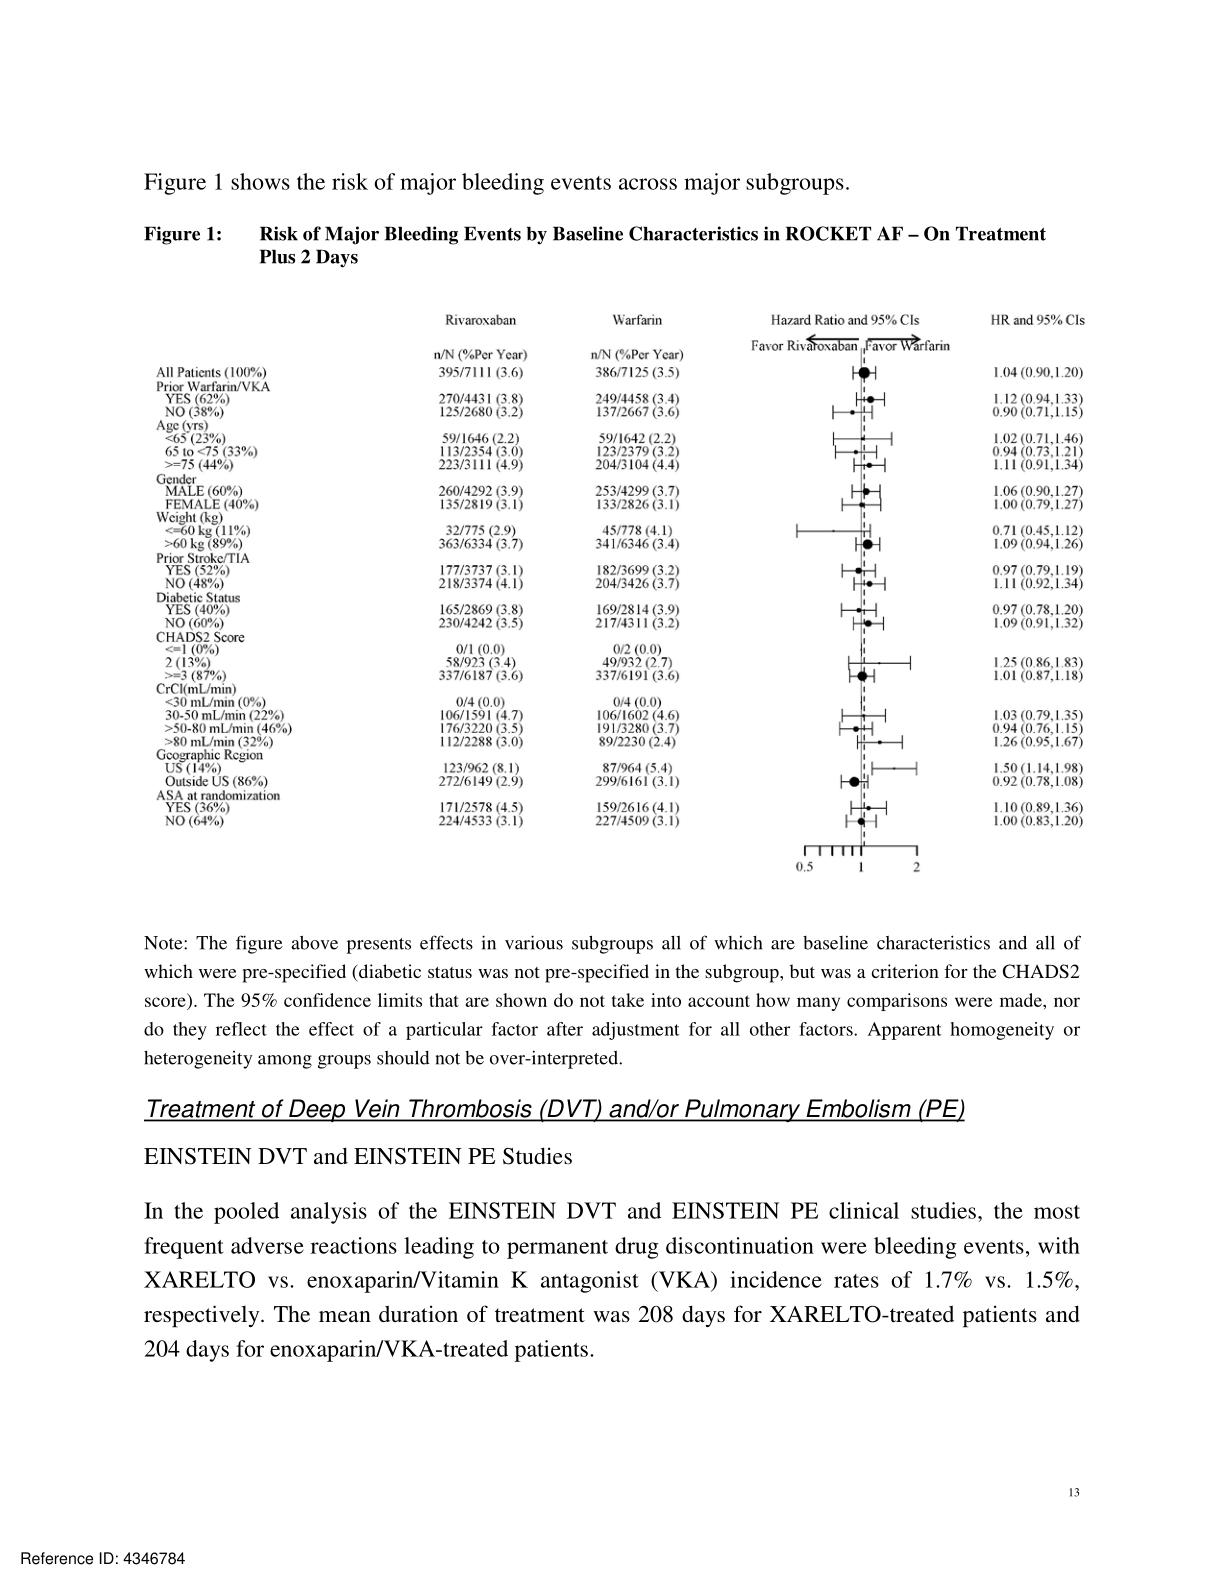 Figure 1 shows the risk of major bleeding events across major subgroups.
Figure 1: Risk of Major Bleeding Events by Baseline Characteristics in ROCKET AF – On Treatment
Plus 2 Days
Rivaroxaban Warfarin Hazard Ratio and 95% CIs HR and 95% CIs
Favor Rivaroxaban Favor Warfarin
n/N (%Per Year) n/N (%Per Year)
All Patients (100%) 395/7111 (3.6) 386/7125 (3.5) 1.04 (0.90,1.20)
Prior Warfarin/VKA
YES (62%) 270/4431 (3.8) 249/4458 (3.4) 1.12 (0.94,1.33)
NO (38%) 125/2680 (3.2) 137/2667 (3.6) 0.90 (0.71,1.15)
Age (yrs)
<65 (23%) 59/1646 (2.2) 59/1642 (2.2) 1.02 (0.71,1.46)
65 to <75 (33%) 113/2354 (3.0) 123/2379 (3.2) 0.94 (0.73,1.21)
>=75 (44%) 223/3111 (4.9) 204/3104 (4.4) 1.11 (0.91,1.34)
Gender
MALE (60%) 260/4292 (3.9) 253/4299 (3.7) 1.06 (0.90,1.27)
FEMALE (40%) 135/2819 (3.1) 133/2826 (3.1) 1.00 (0.79,1.27)
Weight (kg)
<=60 kg (11%) 32/775 (2.9) 45/778 (4.1) 0.71 (0.45,1.12)
>60 kg (89%) 363/6334 (3.7) 341/6346 (3.4) 1.09 (0.94,1.26)
Prior Stroke/TIA
YES (52%) 177/3737 (3.1) 182/3699 (3.2) 0.97 (0.79,1.19)
NO (48%) 218/3374 (4.1) 204/3426 (3.7) 1.11 (0.92,1.34)
Diabetic Status
YES (40%) 165/2869 (3.8) 169/2814 (3.9) 0.97 (0.78,1.20)
NO (60%) 230/4242 (3.5) 217/4311 (3.2) 1.09 (0.91,1.32)
CHADS2 Score
<=1 (0%) 0/1 (0.0) 0/2 (0.0)
2 (13%) 58/923 (3.4) 49/932 (2.7) 1.25 (0.86,1.83)
>=3 (87%) 337/6187 (3.6) 337/6191 (3.6) 1.01 (0.87,1.18)
CrCl(mL/min)
<30 mL/min (0%) 0/4 (0.0) 0/4 (0.0)
30-50 mL/min (22%) 106/1591 (4.7) 106/1602 (4.6) 1.03 (0.79,1.35)
>50-80 mL/min (46%) 176/3220 (3.5) 191/3280 (3.7) 0.94 (0.76,1.15)
>80 mL/min (32%) 112/2288 (3.0) 89/2230 (2.4) 1.26 (0.95,1.67)
Geographic Region
US (14%) 123/962 (8.1) 87/964 (5.4) 1.50 (1.14,1.98)
Outside US (86%) 272/6149 (2.9) 299/6161 (3.1) 0.92 (0.78,1.08)
ASA at randomization
YES (36%) 171/2578 (4.5) 159/2616 (4.1) 1.10 (0.89,1.36)
NO (64%) 224/4533 (3.1) 227/4509 (3.1) 1.00 (0.83,1.20)
0.5 1 2
Note: The figure above presents effects in various subgroups all of which are baseline characteristics and all of
which were pre-specified (diabetic status was not pre-specified in the subgroup, but was a criterion for the CHADS2
score). The 95% confidence limits that are shown do not take into account how many comparisons were made, nor
do they reflect the effect of a particular factor after adjustment for all other factors. Apparent homogeneity or
heterogeneity among groups should not be over-interpreted.
Treatment of Deep Vein Thrombosis (DVT) and/or Pulmonary Embolism (PE)
EINSTEIN DVT and EINSTEIN PE Studies
In the pooled analysis of the EINSTEIN DVT and EINSTEIN PE clinical studies, the most
frequent adverse reactions leading to permanent drug discontinuation were bleeding events, with
XARELTO vs. enoxaparin/Vitamin K antagonist (VKA) incidence rates of 1.7% vs. 1.5%,
respectively. The mean duration of treatment was 208 days for XARELTO-treated patients and
204 days for enoxaparin/VKA-treated patients.
13
Reference ID: 4346784